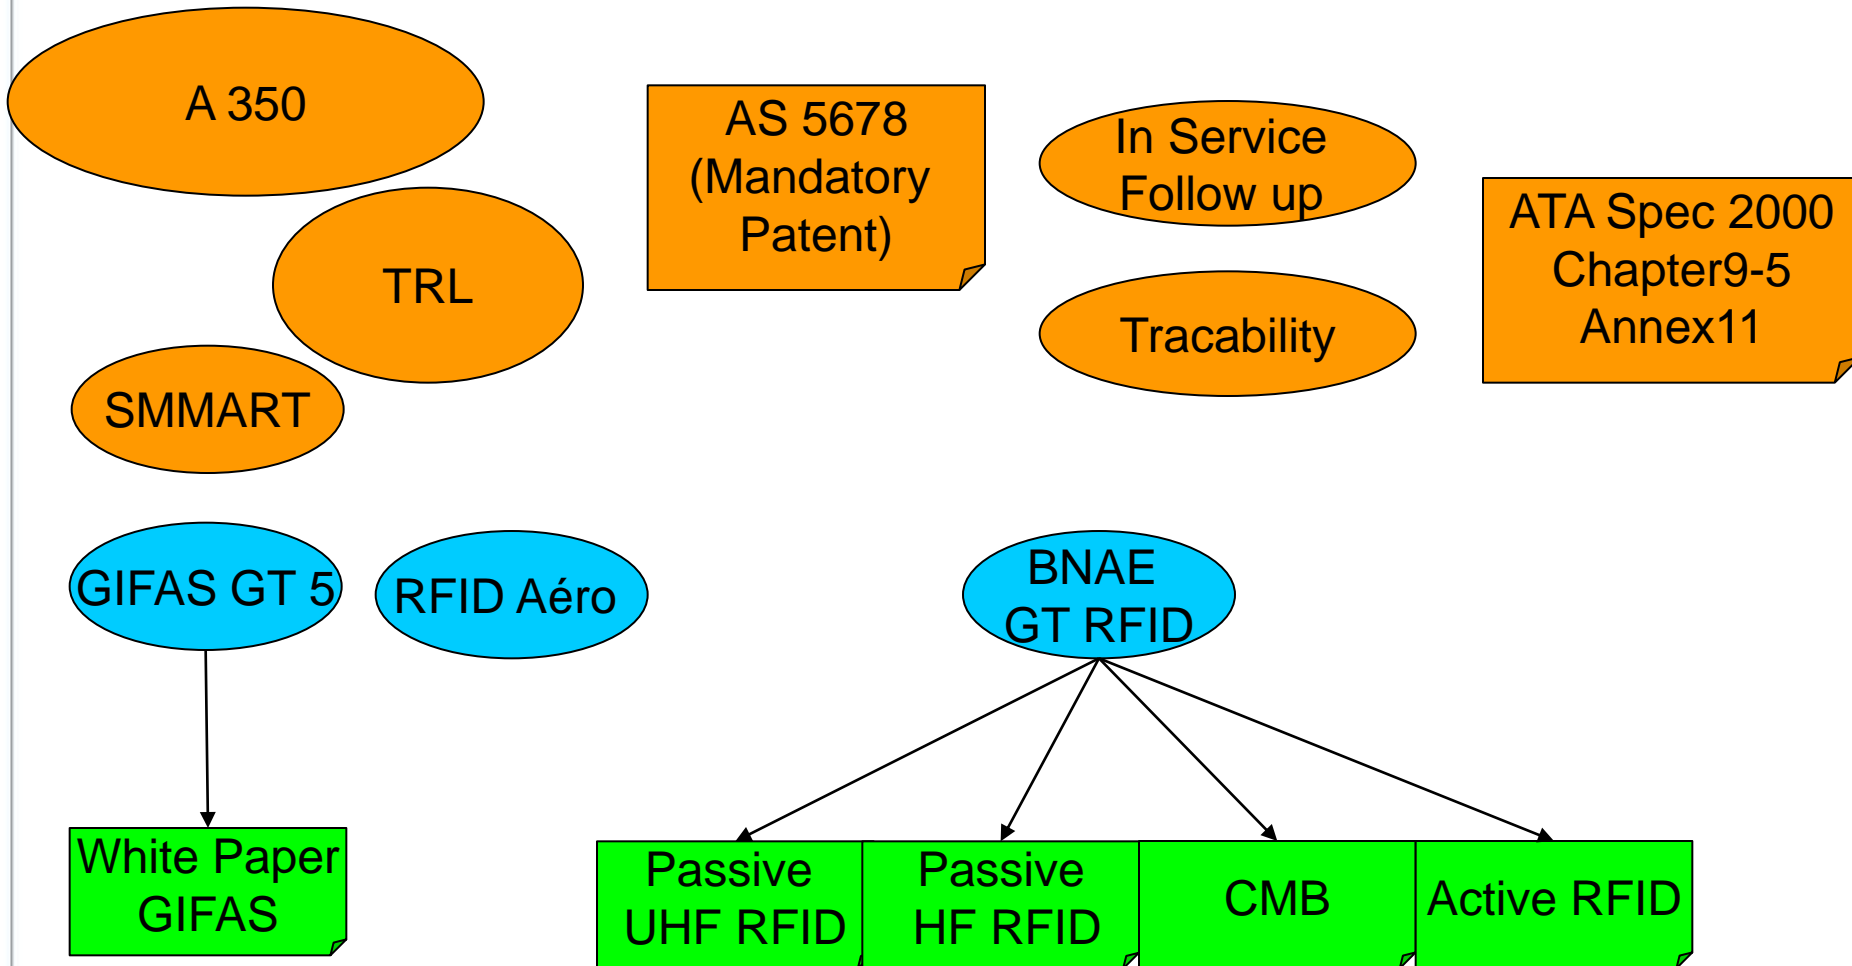 A 350
TRL
SMMART
AS 5678
(Mandatory
Patent)
In Service
Follow up
Tracability
ATA Spec 2000
Chapter9-5
Annex11
GIFAS GT 5
RFID Aéro
BNAE
GT RFID
White Paper
GIFAS
Passive
UHF RFID
Passive
HF RFID
CMB
Active RFID